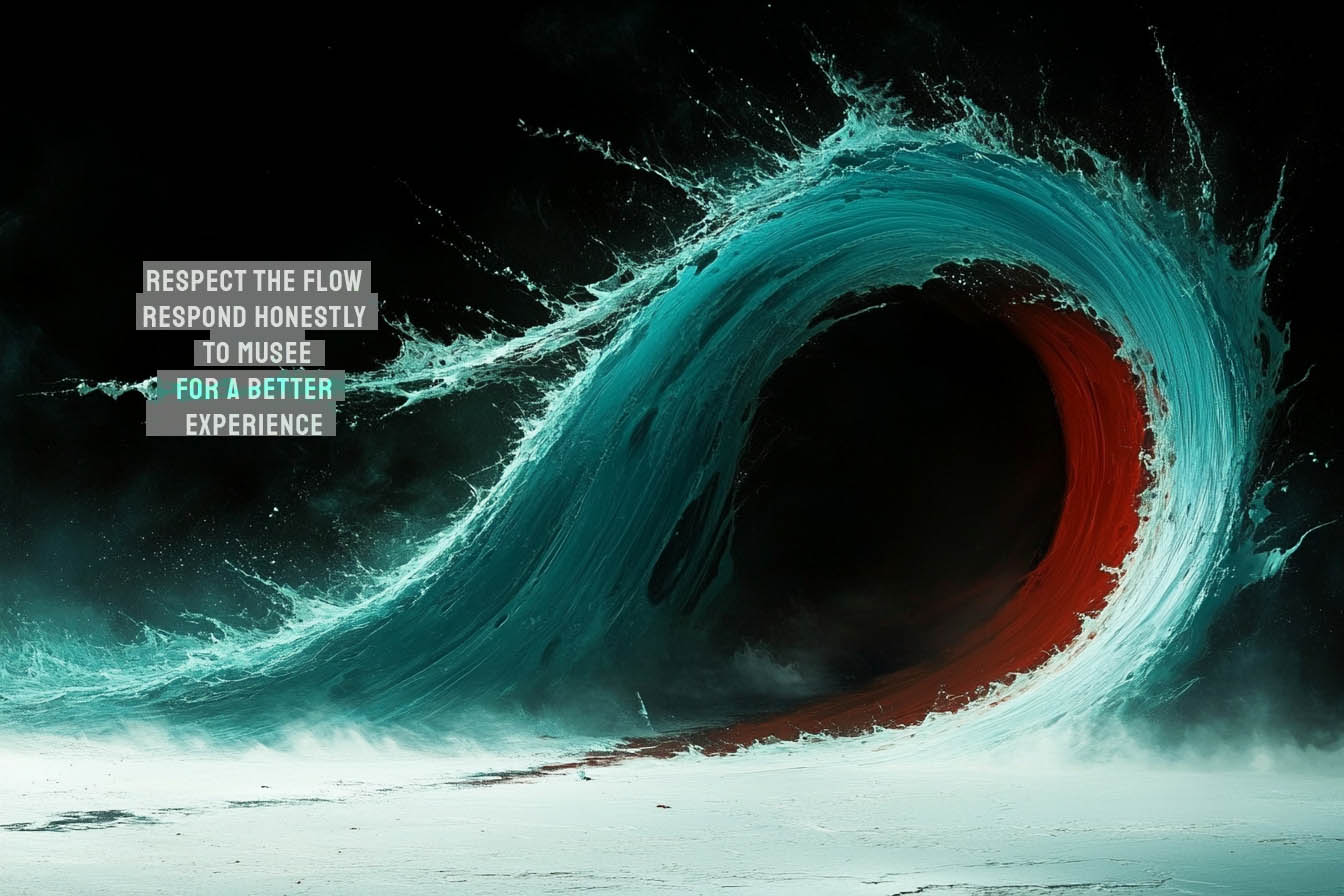 RESPECT THE FLOW
RESPOND HONESTLY
TO MUSEE
FOR A BETTER
EXPERIENCE